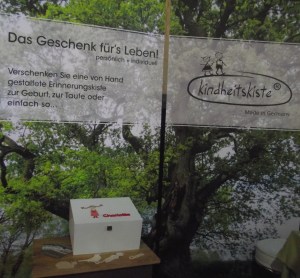 Das Geschenk für's Leben!
persönlich + individuell
Verschenken Sie eine von Hand
gestaltete Erinnerungskiste
zur Geburt, zur Taufe oder
einfach so...
kindheitskiste®
Made in Germany